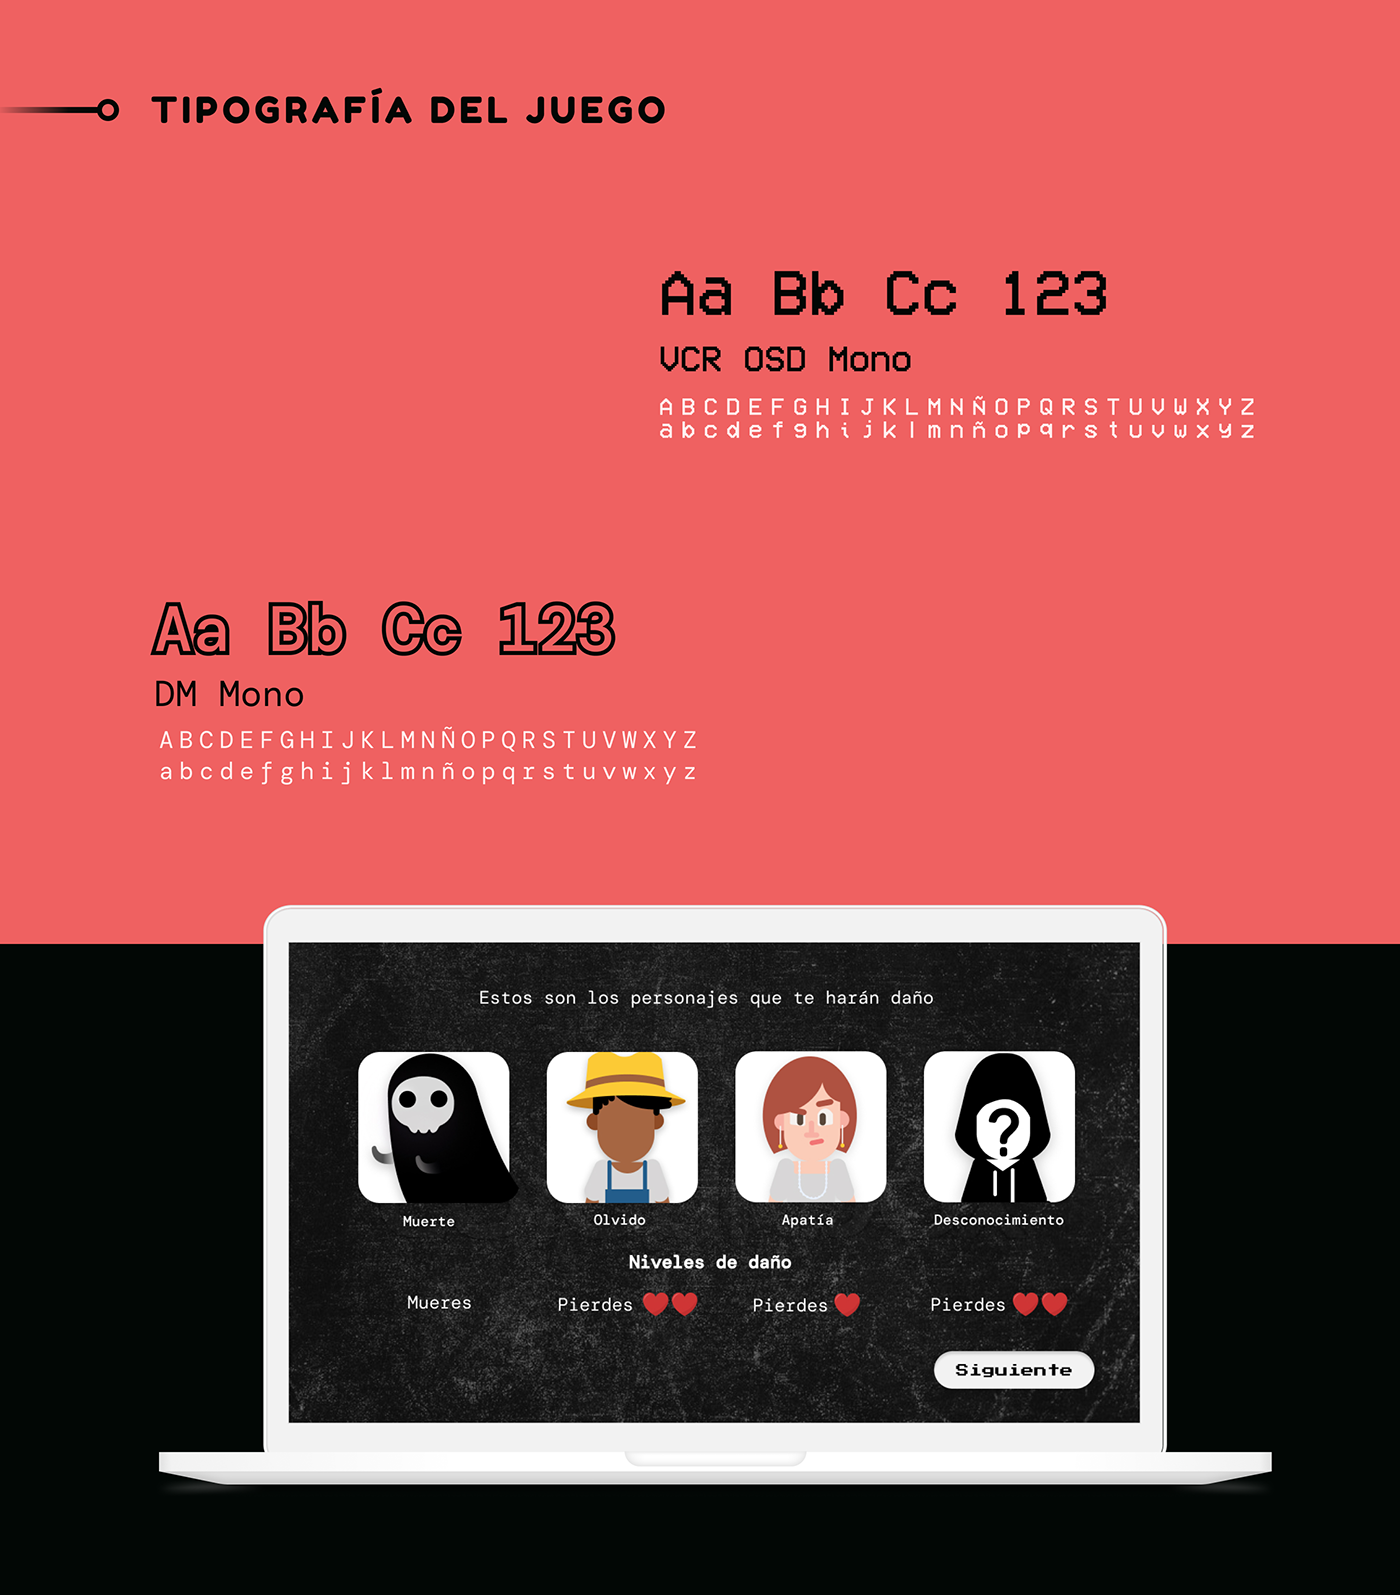 TIPOGRAFÍA DEL JUEGO
Aa Bb Cc 123
VCR OSD Mono
ABCDEFGHIJKLMNÑOPQRSTUVWXYZ
abcdefghijklmnñopqrstuvwxyz
Aa Bb Cc 123
DM Mono
ABCDEFGHIJKLMNÑOPQRSTUVWXYZ
abcdefghijklmnñopqrstuvwxyz
Estos son los personajes que te harán daño
?
Muerte Olvido Apatía Desconocimiento
Niveles de daño
Mueres Pierdes ❤️❤️ Pierdes ❤️ Pierdes ❤️❤️
Siguiente